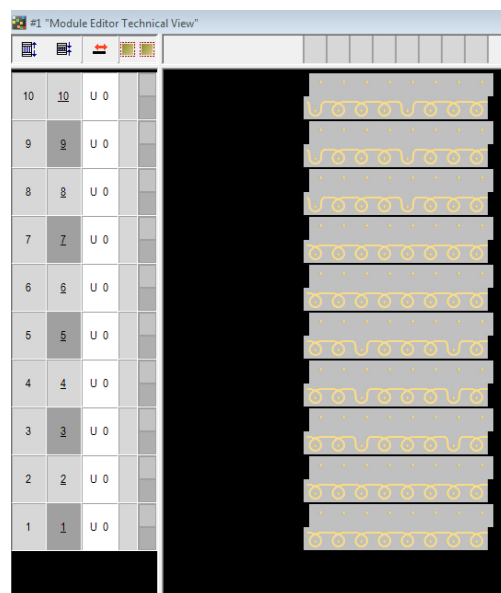 #1 "Module Editor Technical View"
10 10 U 0
9 9 U 0
8 8 U 0
7 7 U 0
6 6 U 0
5 5 U 0
4 4 U 0
3 3 U 0
2 2 U 0
1 1 U 0